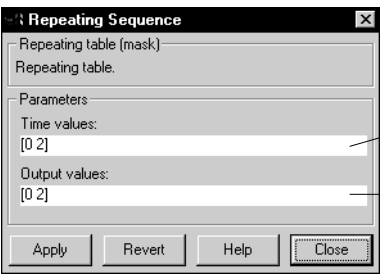 Repeating Sequence
Repeating table (mask)
Repeating table.
Parameters
Time values:
[0 2]
Output values:
[0 2]
Apply Revert Help Close